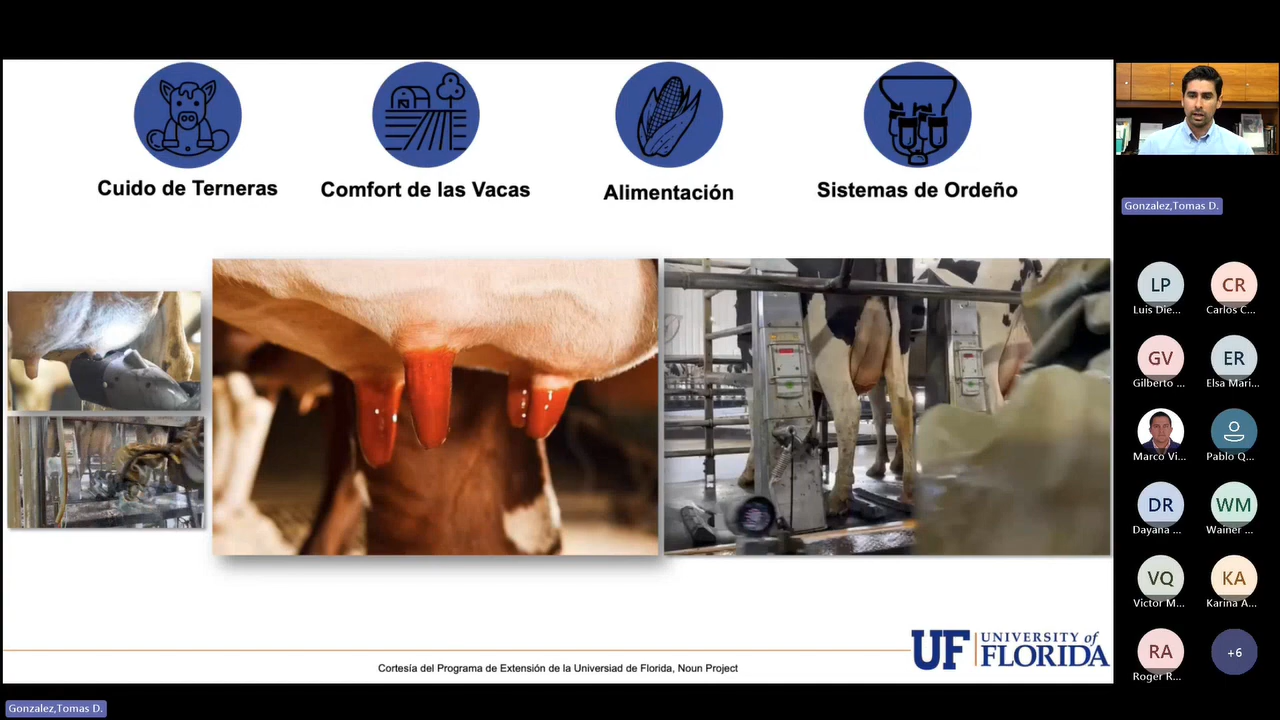 Cuido de Terneras
Comfort de las Vacas
Alimentación
Sistemas de Ordeño
UF UNIVERSITY of FLORIDA
Cortesía del Programa de Extensión de la Universiad de Florida, Noun Project
Gonzalez,Tomas D.
LP
Luis Die...
CR
Carlos C...
GV
Gilberto ...
ER
Elsa Mari...
Marco Vi...
Pablo Q...
DR
Dayana ...
WM
Wainer ...
VQ
Victor M...
KA
Karina A...
RA
Roger R...
+6
Gonzalez,Tomas D.